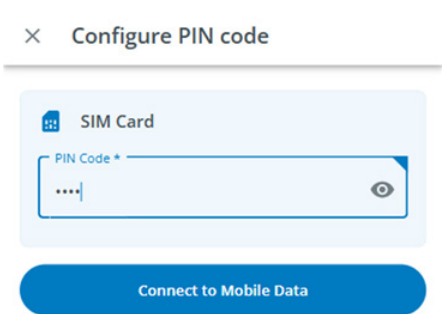 Configure PIN code
SIM Card
PIN Code *
••••
Connect to Mobile Data